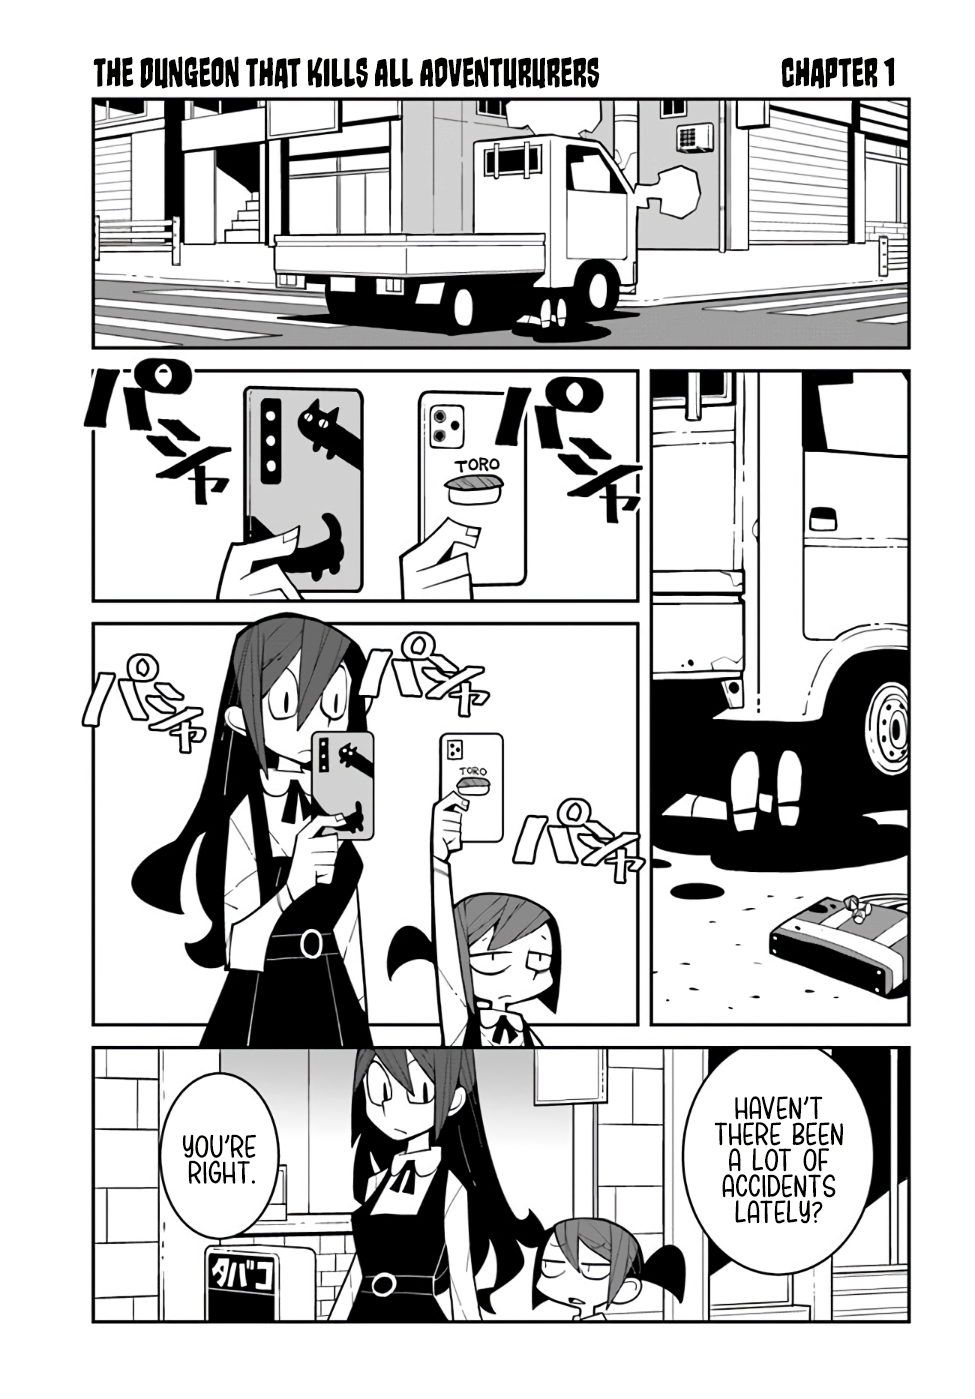 THE DUNGEON THAT KILLS ALL ADVENTURURERS
CHAPTER 1
パシャ
TORO
パシャ
パシャ
パシャ
TORO
パシャ
HAVEN'T
THERE BEEN
A LOT OF
ACCIDENTS
LATELY?
YOU'RE
RIGHT.
タバコ